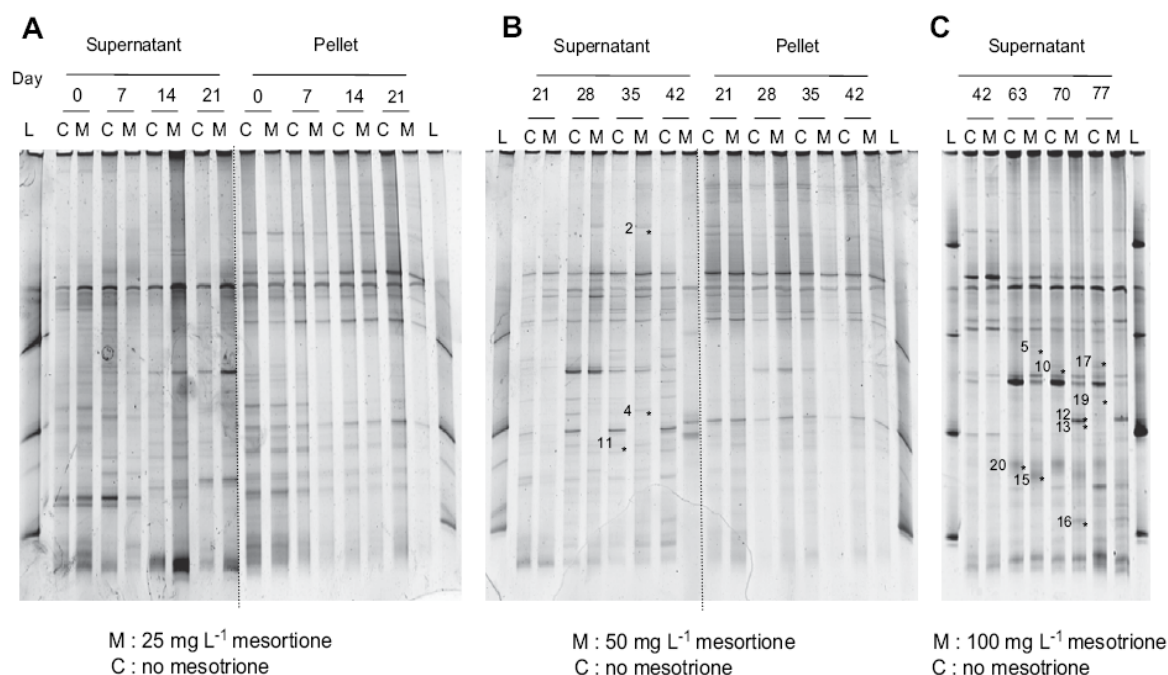 A
Supernatant Pellet
Day
0 7 14 21 0 7 14 21
L C M C M C M C M C M C M C M C M L
M : 25 mg L-1 mesortione
C : no mesotrione
B
Supernatant Pellet
21 28 35 42 21 28 35 42
L C M C M C M C M C M C M C M C M L
2 *
4 *
11 *
M : 50 mg L-1 mesortione
C : no mesotrione
C
Supernatant
42 63 70 77
L C M C M C M C M L
5 *
10 *
17 *
19 *
12 *
13 *
20 *
15 *
16 *
M : 100 mg L-1 mesotrione
C : no mesotrione